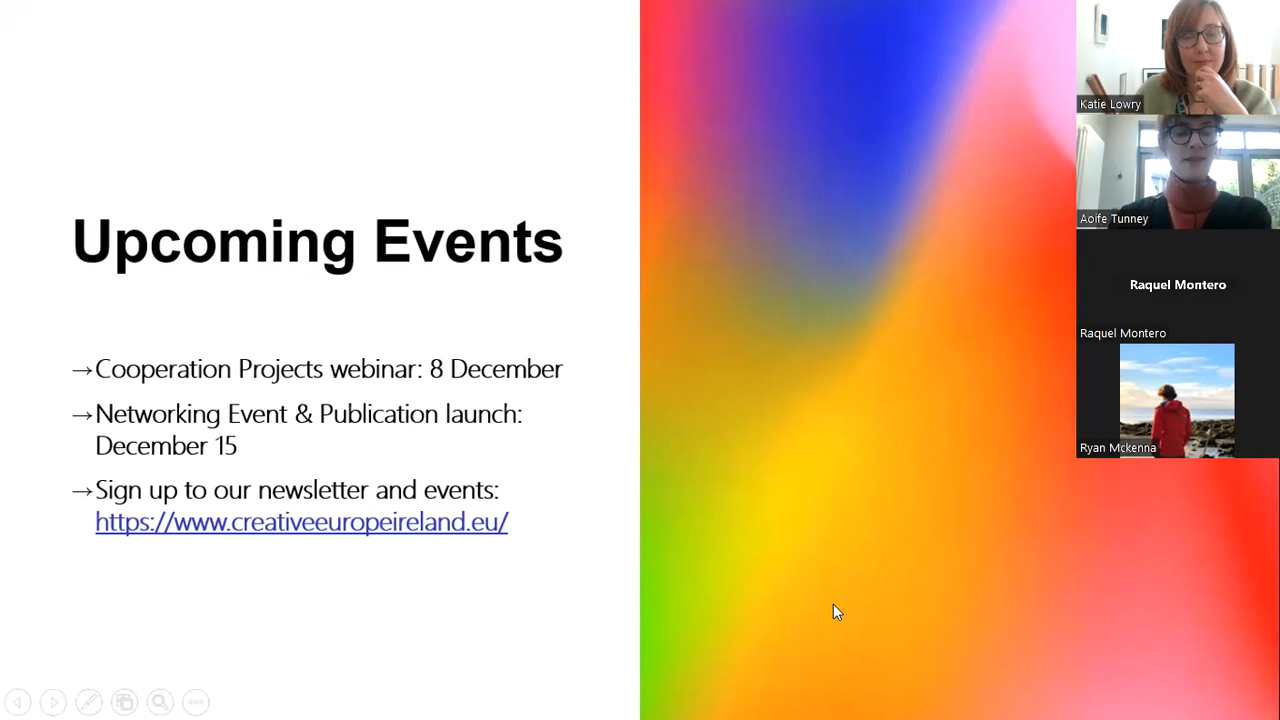 Upcoming Events
→Cooperation Projects webinar: 8 December
→Networking Event & Publication launch:
December 15
→Sign up to our newsletter and events:
https://www.creativeeuropeireland.eu/
Katie Lowry
Aoife Tunney
Raquel Montero
Raquel Montero
Ryan Mckenna